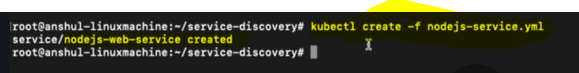 root@anshul-linuxmachine:~/service-discovery# kubectl create -f nodejs-service.yml
service/nodejs-web-service created
root@anshul-linuxmachine:~/service-discovery#